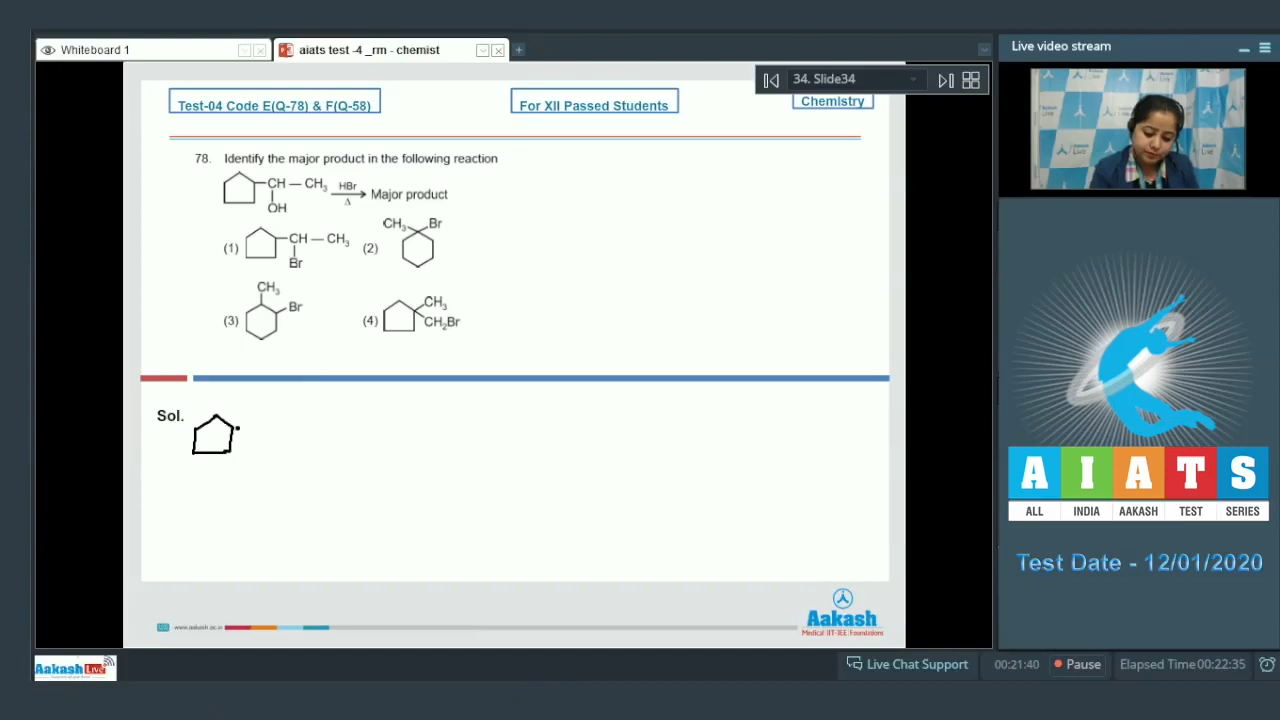 Whiteboard 1
aiats test -4 _rm - chemist
Live video stream
34. Slide34
Test-04 Code E(Q-78) & F(Q-58)
For XII Passed Students
Chemistry
78. Identify the major product in the following reaction
CH — CH3
OH
HBr
Δ
Major product
(1)
CH — CH3
Br
(2)
CH3
Br
(3)
CH3
Br
(4)
CH3
CH2Br
Sol.
www.aakash.ac.in
Aakash
Medical | IIT-JEE | Foundations
Aakash Live
A I A T S
ALL INDIA AAKASH TEST SERIES
Test Date - 12/01/2020
Live Chat Support
00:21:40
Pause
Elapsed Time 00:22:35